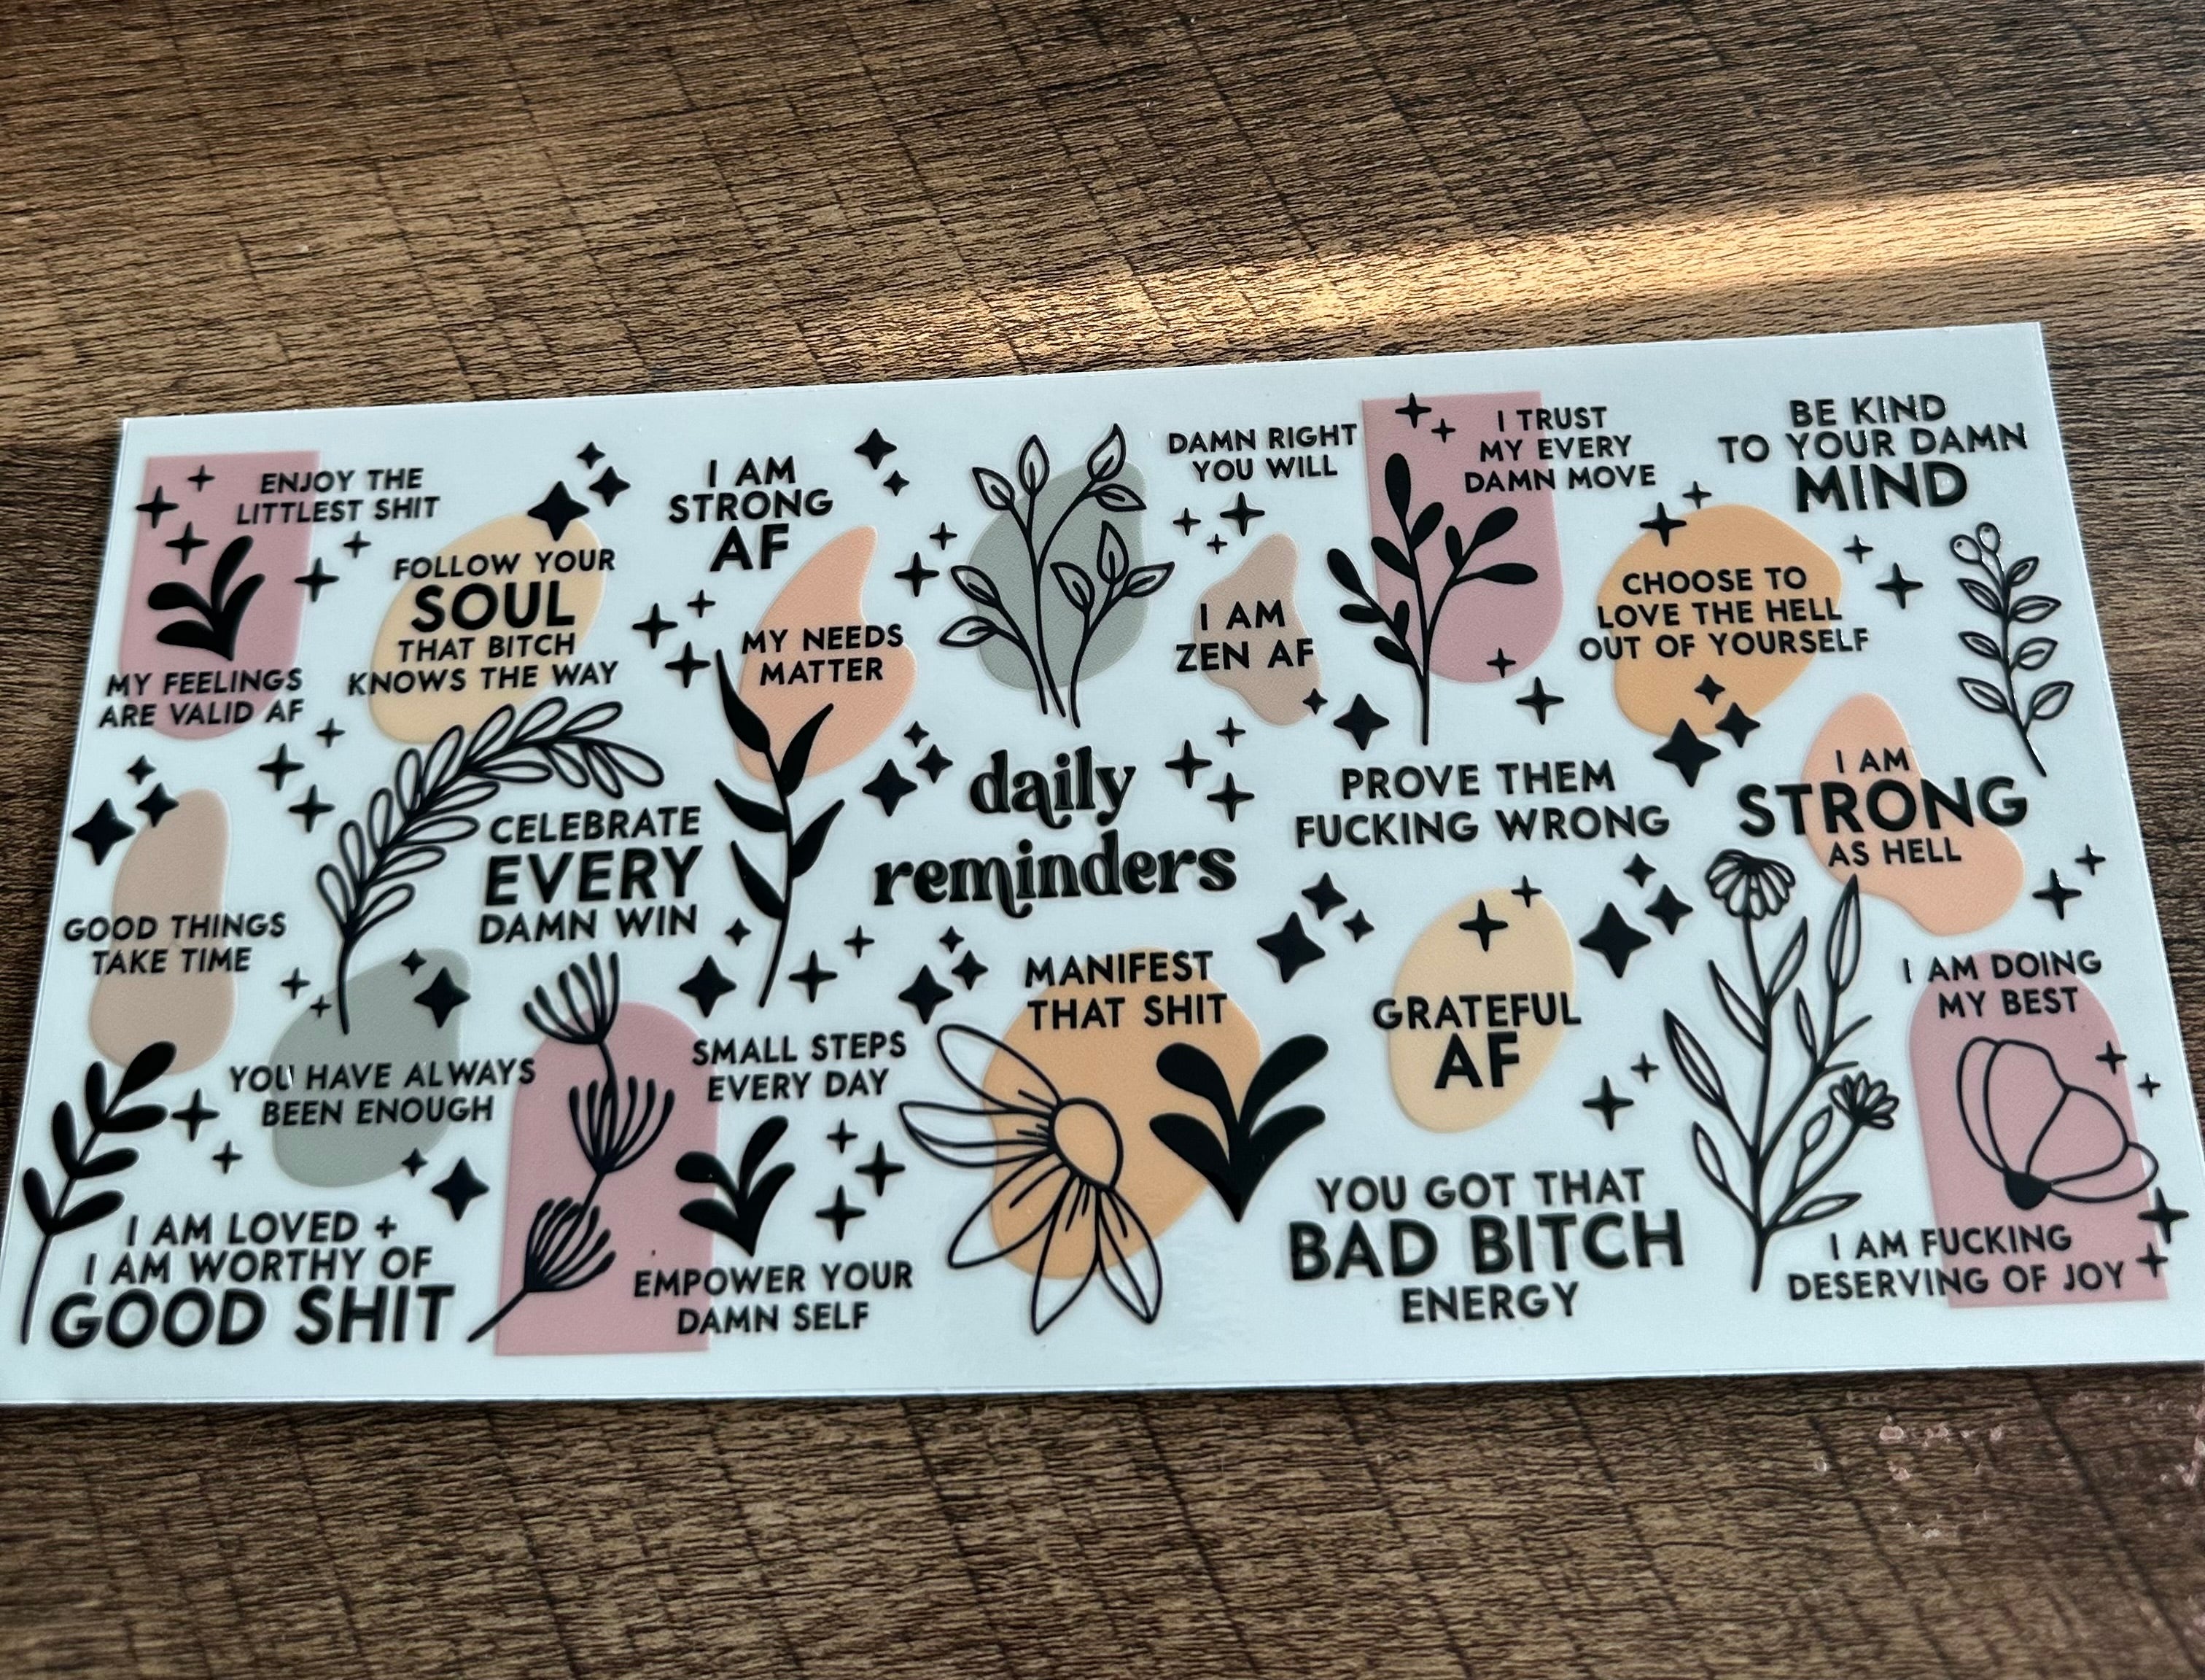 ENJOY THE
LITTLEST SHIT
MY FEELINGS
ARE VALID AF
FOLLOW YOUR
SOUL
THAT BITCH
KNOWS THE WAY
I AM
STRONG
AF
MY NEEDS
MATTER
DAMN RIGHT
YOU WILL
I AM
ZEN AF
I TRUST
MY EVERY
DAMN MOVE
BE KIND
TO YOUR DAMN
MIND
CHOOSE TO
LOVE THE HELL
OUT OF YOURSELF
GOOD THINGS
TAKE TIME
CELEBRATE
EVERY
DAMN WIN
daily
reminders
PROVE THEM
FUCKING WRONG
I AM
STRONG
AS HELL
YOU HAVE ALWAYS
BEEN ENOUGH
SMALL STEPS
EVERY DAY
MANIFEST
THAT SHIT
GRATEFUL
AF
I AM DOING
MY BEST
I AM LOVED +
I AM WORTHY OF
GOOD SHIT
EMPOWER YOUR
DAMN SELF
YOU GOT THAT
BAD BITCH
ENERGY
I AM FUCKING
DESERVING OF JOY